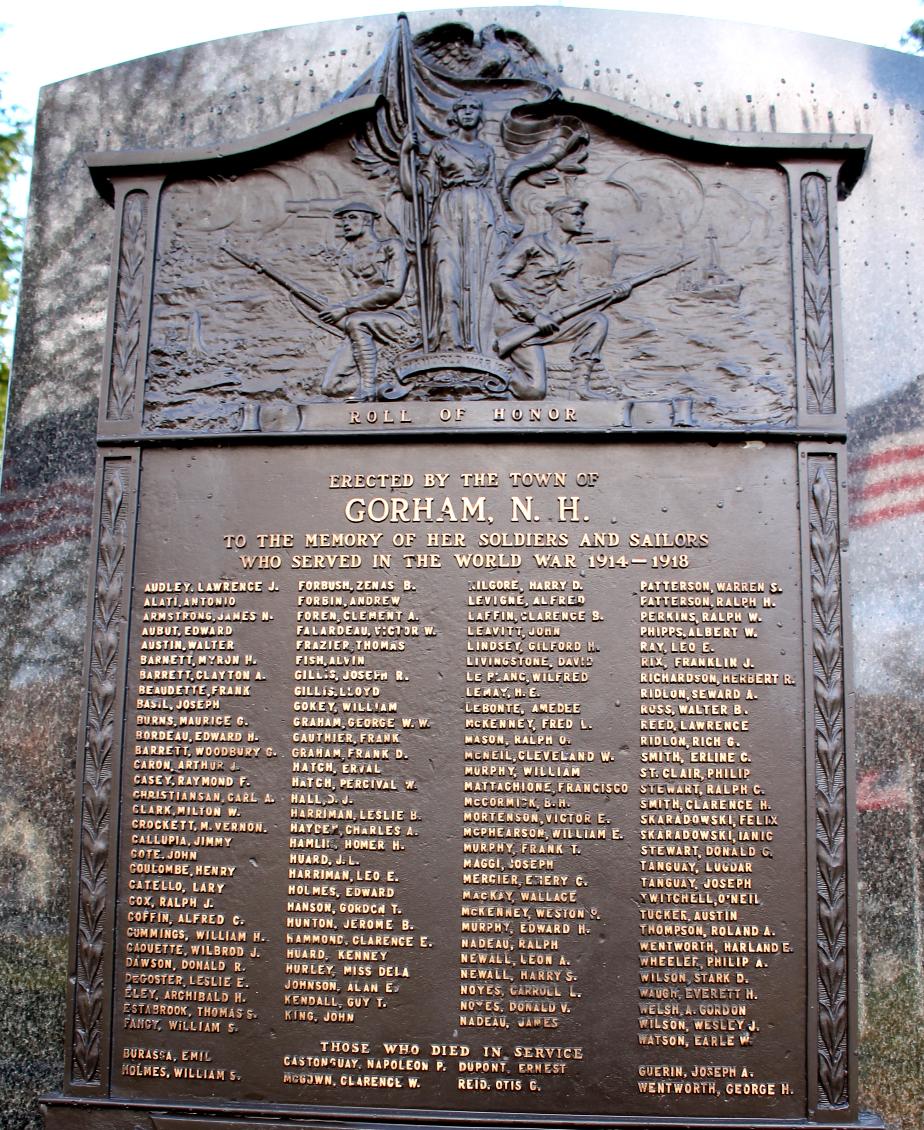 ROLL OF HONOR
ERECTED BY THE TOWN OF
GORHAM, N. H.
TO THE MEMORY OF HER SOLDIERS AND SAILORS
WHO SERVED IN THE WORLD WAR 1914-1918
AUDLEY, LAWRENCE J.
ALATI, ANTONIO
ARMSTRONG, JAMES N.
AUBUT, EDWARD
AUSTIN, WALTER
BARNETT, MYRON H.
BARRETT, CLAYTON A.
BEAUDETTE, FRANK
BASIL, JOSEPH
BURNS, MAURICE G.
BORDEAU, EDWARD H.
BARRETT, WOODBURY G.
CARON, ARTHUR J.
CASEY, RAYMOND F.
CHRISTIANSAN, CARL A.
CLARK, MILTON W.
CROCKETT, M. VERNON.
CALLUPIA, JIMMY
COTE, JOHN
COULOMBE, HENRY
CATELLO, LARY
COX, RALPH J.
COFFIN, ALFRED C.
CUMMINGS, WILLIAM H.
CAOUETTE, WILBROD J.
DAWSON, DONALD R.
DEGOSTER, LESLIE E.
ELEY, ARCHIBALD H.
ESTABROOK, THOMAS S.
FANCY, WILLIAM S.
FORBUSH, ZENAS B.
FORBIN, ANDREW
FOREN, CLEMENT A.
FALARDEAU, VICTOR W.
FRAZIER, THOMAS
FISH, ALVIN
GILLIS, JOSEPH R.
GILLIS, LLOYD
GOKEY, WILLIAM
GRAHAM, GEORGE W. W.
GAUTHIER, FRANK
GRAHAM, FRANK D.
HATCH, ERVAL
HATCH, PERCIVAL W.
HALL, D. J.
HARRIMAN, LESLIE B.
HAYDEN, CHARLES A.
HAMLIN, HOMER H.
HUARD, J. L.
HARRIMAN, LEO E.
HOLMES, EDWARD
HANSON, GORDON T.
HUNTON, JEROME B.
HAMMOND, CLARENCE E.
HUARD, KENNEY
HURLEY, MISS DELA
JOHNSON, ALAN E.
KENDALL, GUY T.
KING, JOHN
KILGORE, HARRY D.
LEVIGNE, ALFRED
LAFFIN, CLARENCE B.
LEAVITT, JOHN
LINDSEY, GILFORD H.
LIVINGSTONE, DAVID
LE BLANC, WILFRED
LEMAY, H. E.
LEBONTE, AMEDEE
MCKENNEY, FRED L.
MASON, RALPH O.
MCNEIL, CLEVELAND W.
MURPHY, WILLIAM
MATTACHIONE, FRANCISCO
MCCORMICK, B. H.
MORTENSON, VICTOR E.
MCPHEARSON, WILLIAM E.
MURPHY, FRANK T.
MAGGI, JOSEPH
MERCIER, EMERY C.
MACKAY, WALLACE
MCKENNEY, WESTON
MURPHY, EDWARD H.
NADEAU, RALPH
NEWALL, LEON A.
NEWALL, HARRY S.
NOYES, CARROLL L.
NOYES, DONALD V.
NADEAU, JAMES
PATTERSON, WARREN S.
PATTERSON, RALPH H.
PERKINS, RALPH W.
PHIPPS, ALBERT W.
RAY, LEO E.
RIX, FRANKLIN J.
RICHARDSON, HERBERT R.
RIDLON, SEWARD A.
ROSS, WALTER B.
REED, LAWRENCE
RIDLON, RICH G.
SMITH, ERLINE C.
ST. CLAIR, PHILIP
STEWART, RALPH C.
SMITH, CLARENCE H.
SKARADOWSKI, FELIX
SKARADOWSKI, IANIC
STEWART, DONALD G.
TANGUAY, LUGDAR
TANGUAY, JOSEPH
TWITCHELL, O'NEIL
TUCKER, AUSTIN
THOMPSON, ROLAND A.
WENTWORTH, HARLAND E.
WHEELER, PHILIP A.
WILSON, STARK D.
WAUGH, EVERETT H.
WELSH, A. GORDON
WILSON, WESLEY J.
WATSON, EARLE W.
THOSE WHO DIED IN SERVICE
BURASSA, EMIL
HOLMES, WILLIAM S.
CASTONGUAY, NAPOLEON P.
MCGOWN, CLARENCE W.
DUPONT, ERNEST
REID, OTIS G.
GUERIN, JOSEPH A.
WENTWORTH, GEORGE H.